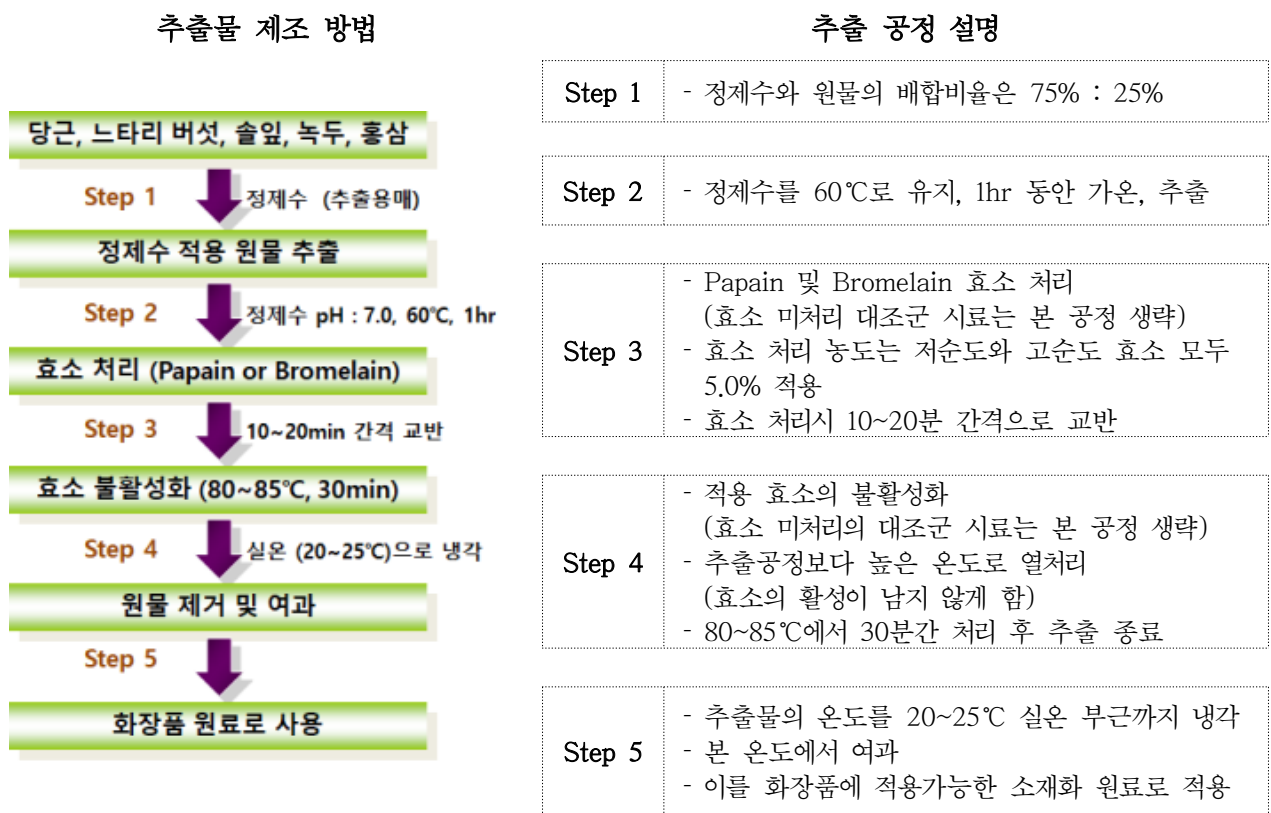 추출물 제조 방법
당근, 느타리 버섯, 솔잎, 녹두, 홍삼
Step 1
정제수 (추출용매)
정제수 적용 원물 추출
Step 2
정제수 pH : 7.0, 60℃, 1hr
효소 처리 (Papain or Bromelain)
Step 3
10~20min 간격 교반
효소 불활성화 (80~85℃, 30min)
Step 4
실온 (20~25℃)으로 냉각
원물 제거 및 여과
Step 5
화장품 원료로 사용
추출 공정 설명
Step 1
- 정제수와 원물의 배합비율은 75% : 25%
Step 2
- 정제수를 60℃로 유지, 1hr 동안 가온, 추출
Step 3
- Papain 및 Bromelain 효소 처리
(효소 미처리 대조군 시료는 본 공정 생략)
- 효소 처리 농도는 저순도와 고순도 효소 모두
5.0% 적용
- 효소 처리시 10~20분 간격으로 교반
Step 4
- 적용 효소의 불활성화
(효소 미처리의 대조군 시료는 본 공정 생략)
- 추출공정보다 높은 온도로 열처리
(효소의 활성이 남지 않게 함)
- 80~85℃에서 30분간 처리 후 추출 종료
Step 5
- 추출물의 온도를 20~25℃ 실온 부근까지 냉각
- 본 온도에서 여과
- 이를 화장품에 적용가능한 소재화 원료로 적용